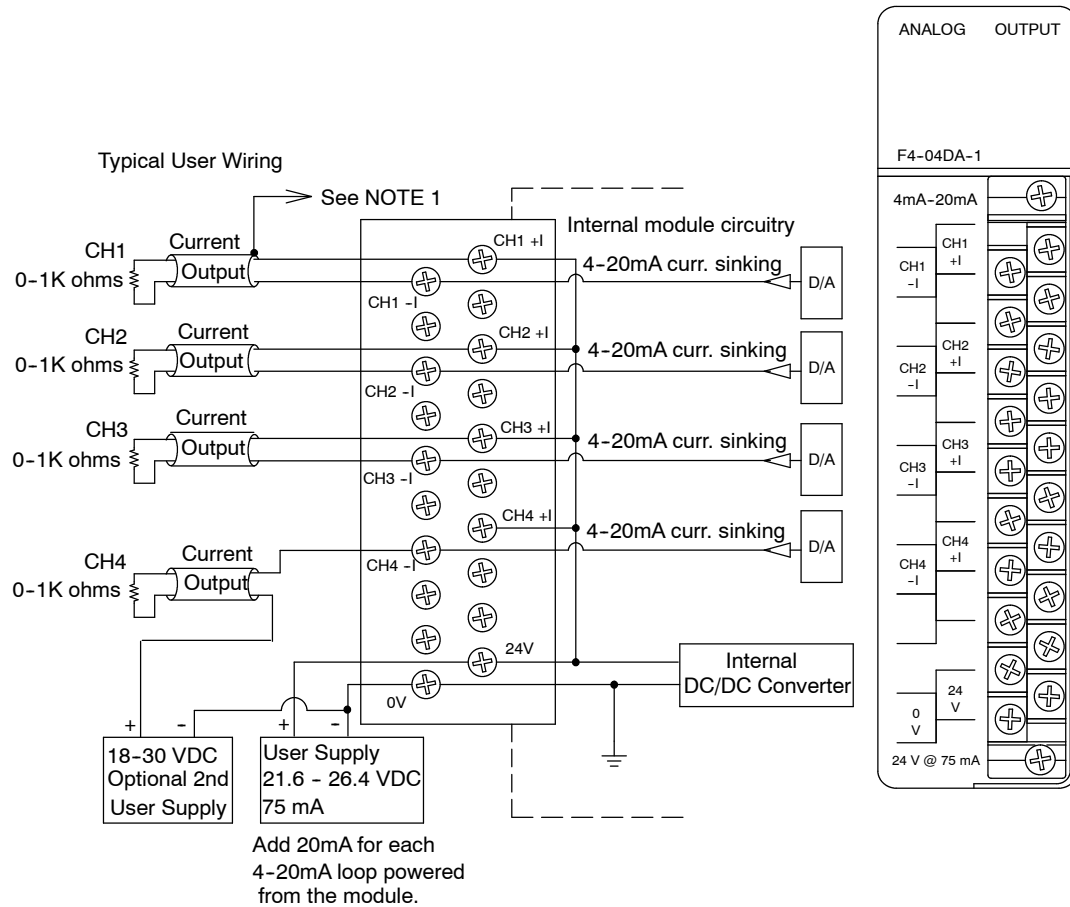 ANALOG OUTPUT
F4-04DA-1
Typical User Wiring
See NOTE 1
Internal module circuitry
4mA-20mA
CH1
0-1K ohms
Current
Output
CH1 +I
CH1 -I
4-20mA curr. sinking
D/A
CH2
0-1K ohms
Current
Output
CH2 +I
CH2 -I
4-20mA curr. sinking
D/A
CH3
0-1K ohms
Current
Output
CH3 +I
CH3 -I
4-20mA curr. sinking
D/A
CH4
0-1K ohms
Current
Output
CH4 +I
CH4 -I
4-20mA curr. sinking
D/A
24V
0V
Internal
DC/DC Converter
+ -
18-30 VDC
Optional 2nd
User Supply
+ -
User Supply
21.6 - 26.4 VDC
75 mA
Add 20mA for each
4-20mA loop powered
from the module.
CH1
+I
CH1
-I
CH2
+I
CH2
-I
CH3
+I
CH3
-I
CH4
+I
CH4
-I
24
V
0
V
24 V @ 75 mA